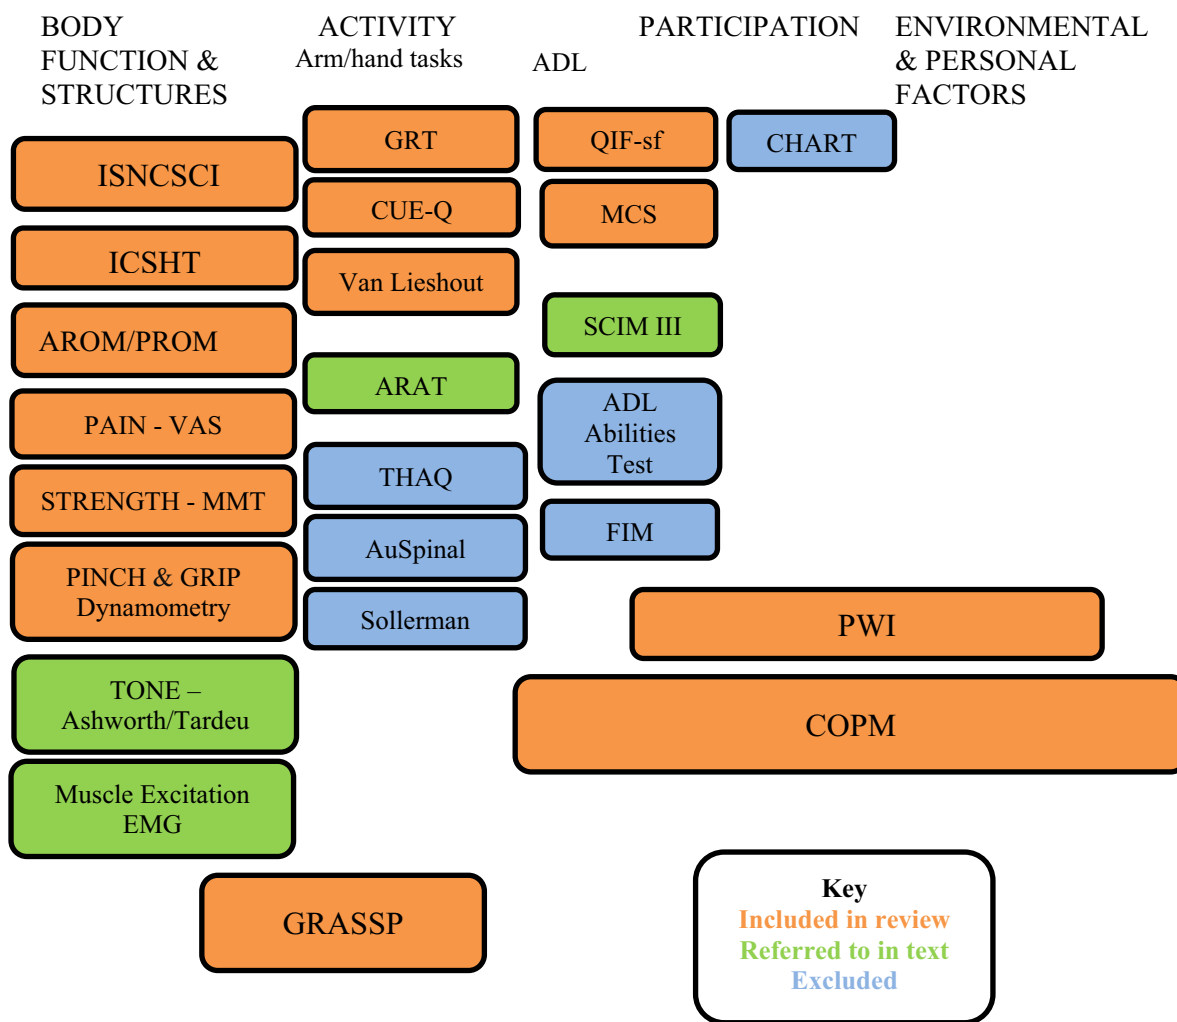 BODY
FUNCTION &
STRUCTURES
ACTIVITY
Arm/hand tasks
ADL
PARTICIPATION
ENVIRONMENTAL
& PERSONAL
FACTORS
ISNCSCI
ICSHT
AROM/PROM
PAIN - VAS
STRENGTH - MMT
PINCH & GRIP
Dynamometry
TONE –
Ashworth/Tardeu
Muscle Excitation
EMG
GRT
CUE-Q
Van Lieshout
ARAT
THAQ
AuSpinal
Sollerman
QIF-sf
MCS
SCIM III
ADL
Abilities
Test
FIM
CHART
PWI
COPM
GRASSP
Key
Included in review
Referred to in text
Excluded